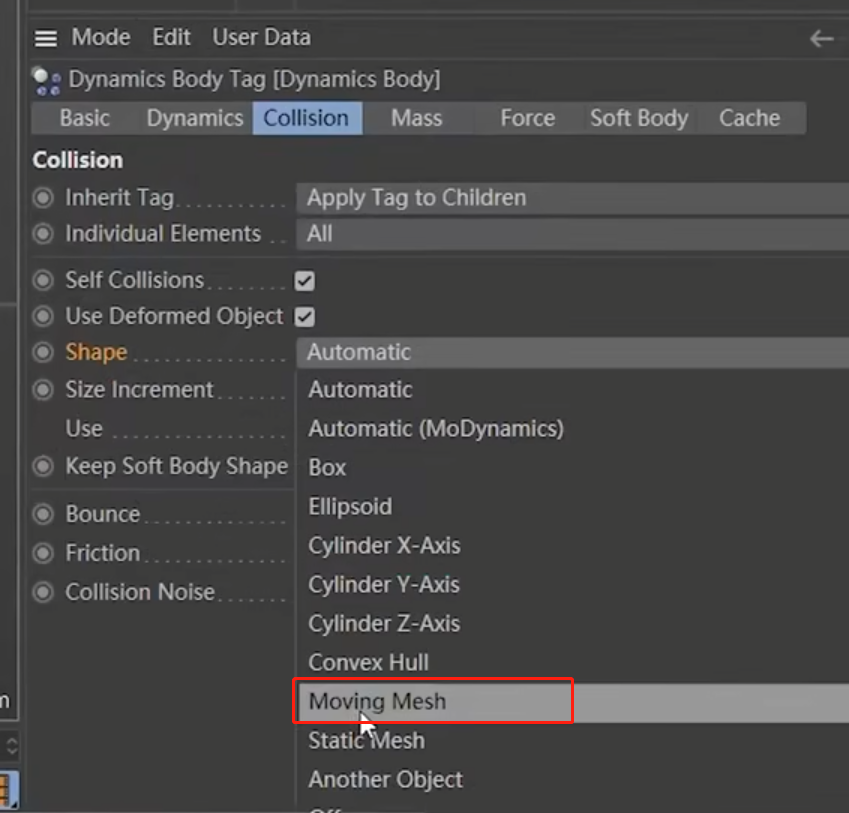 Mode Edit User Data
Dynamics Body Tag [Dynamics Body]
Basic Dynamics Collision Mass Force Soft Body Cache
Collision
Inherit Tag Apply Tag to Children
Individual Elements All
Self Collisions
Use Deformed Object
Shape Automatic
Size Increment Automatic
Use Automatic (MoDynamics)
Keep Soft Body Shape Box
Ellipsoid
Bounce
Cylinder X-Axis
Friction
Cylinder Y-Axis
Collision Noise
Cylinder Z-Axis
Convex Hull
Moving Mesh
Static Mesh
Another Object